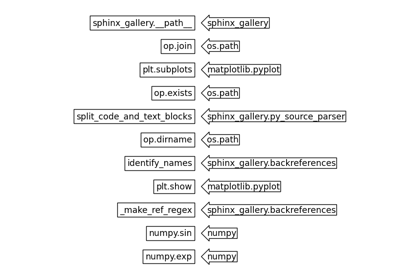 sphinx_gallery.__path__ sphinx_gallery
op.join os.path
plt.subplots matplotlib.pyplot
op.exists os.path
split_code_and_text_blocks sphinx_gallery.py_source_parser
op.dirname os.path
identify_names sphinx_gallery.backreferences
plt.show matplotlib.pyplot
_make_ref_regex sphinx_gallery.backreferences
numpy.sin numpy
numpy.exp numpy